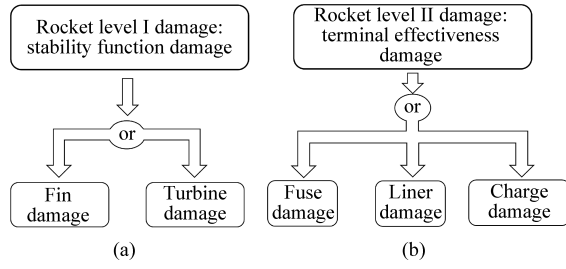 Rocket level I damage:
stability function damage
or
Fin
damage
Turbine
damage
(a)
Rocket level II damage:
terminal effectiveness
damage
or
Fuse
damage
Liner
damage
Charge
damage
(b)